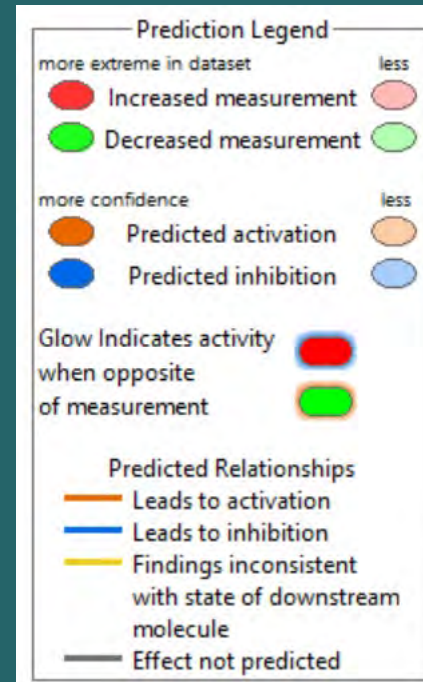 Prediction Legend
more extreme in dataset less
Increased measurement
Decreased measurement
more confidence less
Predicted activation
Predicted inhibition
Glow Indicates activity
when opposite
of measurement
Predicted Relationships
Leads to activation
Leads to inhibition
Findings inconsistent
with state of downstream
molecule
Effect not predicted